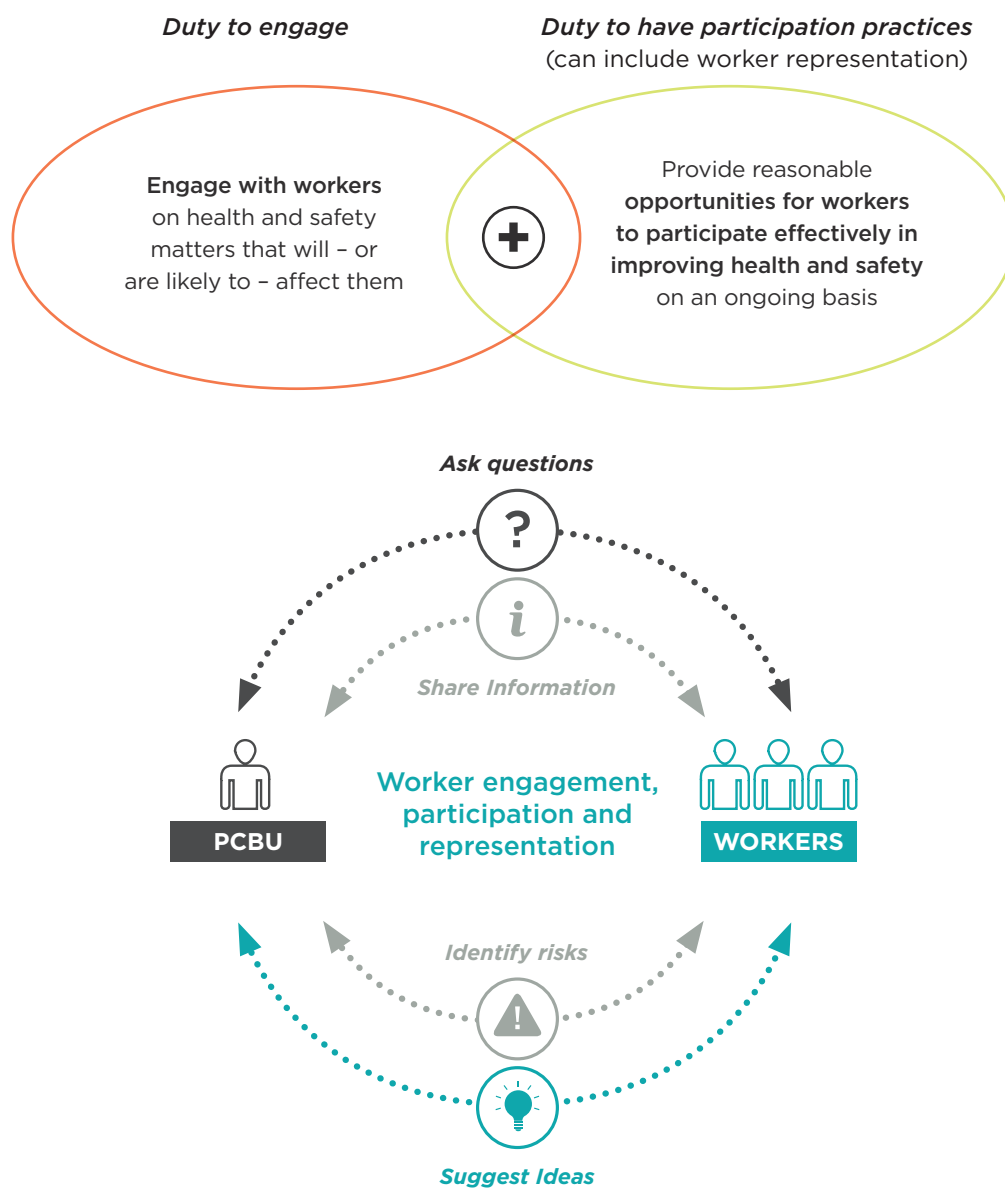 Duty to engage
Duty to have participation practices
(can include worker representation)
Engage with workers
on health and safety
matters that will – or
are likely to – affect them
Provide reasonable
opportunities for workers
to participate effectively in
improving health and safety
on an ongoing basis
Ask questions
?
i
Share Information
Worker engagement,
participation and
representation
PCBU
WORKERS
Identify risks
!
Suggest Ideas